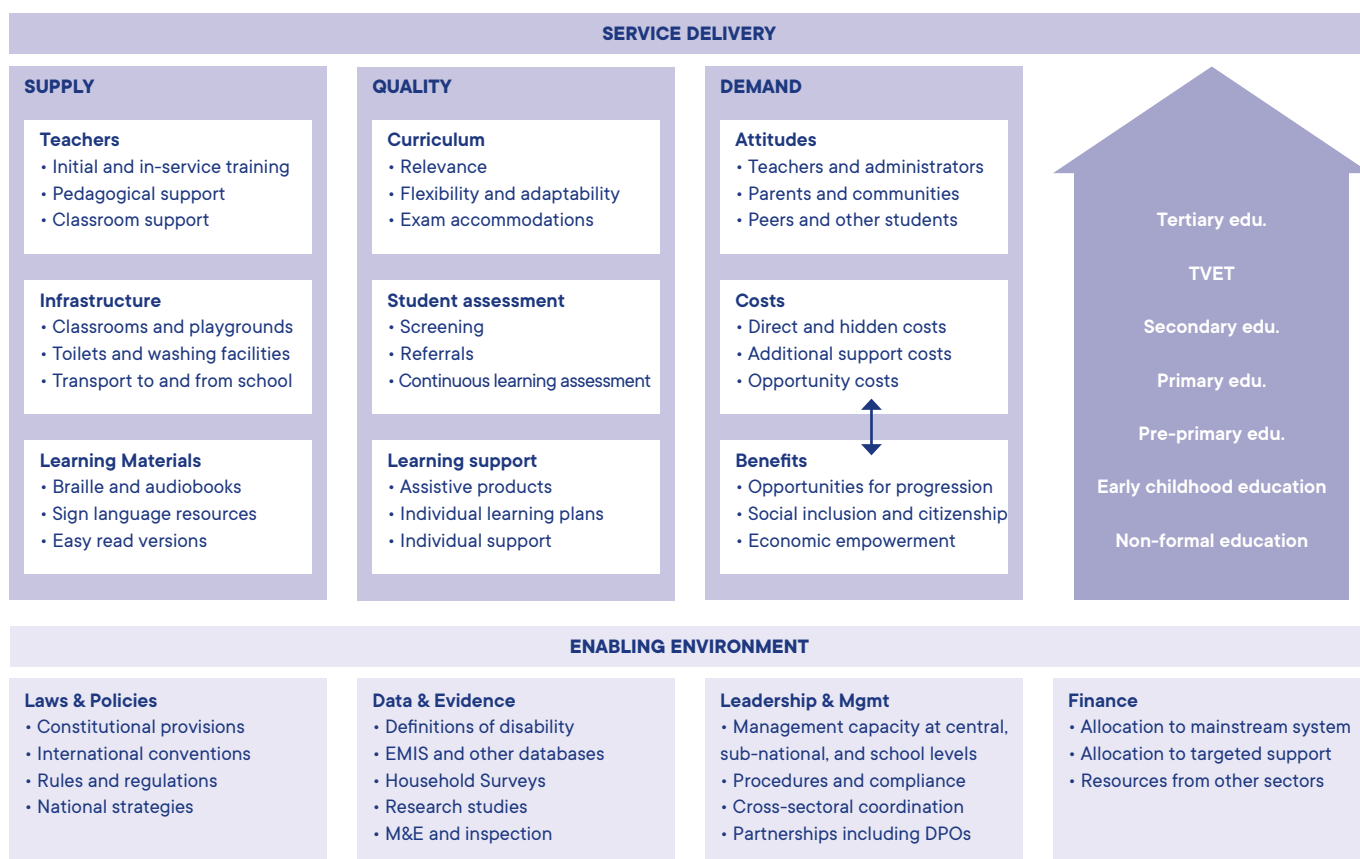 SERVICE DELIVERY
SUPPLY
Teachers
• Initial and in-service training
• Pedagogical support
• Classroom support
Infrastructure
• Classrooms and playgrounds
• Toilets and washing facilities
• Transport to and from school
Learning Materials
• Braille and audiobooks
• Sign language resources
• Easy read versions
QUALITY
Curriculum
• Relevance
• Flexibility and adaptability
• Exam accommodations
Student assessment
• Screening
• Referrals
• Continuous learning assessment
Learning support
• Assistive products
• Individual learning plans
• Individual support
DEMAND
Attitudes
• Teachers and administrators
• Parents and communities
• Peers and other students
Costs
• Direct and hidden costs
• Additional support costs
• Opportunity costs
Benefits
• Opportunities for progression
• Social inclusion and citizenship
• Economic empowerment
Tertiary edu.
TVET
Secondary edu.
Primary edu.
Pre-primary edu.
Early childhood education
Non-formal education
ENABLING ENVIRONMENT
Laws & Policies
• Constitutional provisions
• International conventions
• Rules and regulations
• National strategies
Data & Evidence
• Definitions of disability
• EMIS and other databases
• Household Surveys
• Research studies
• M&E and inspection
Leadership & Mgmt
• Management capacity at central,
sub-national, and school levels
• Procedures and compliance
• Cross-sectoral coordination
• Partnerships including DPOs
Finance
• Allocation to mainstream system
• Allocation to targeted support
• Resources from other sectors